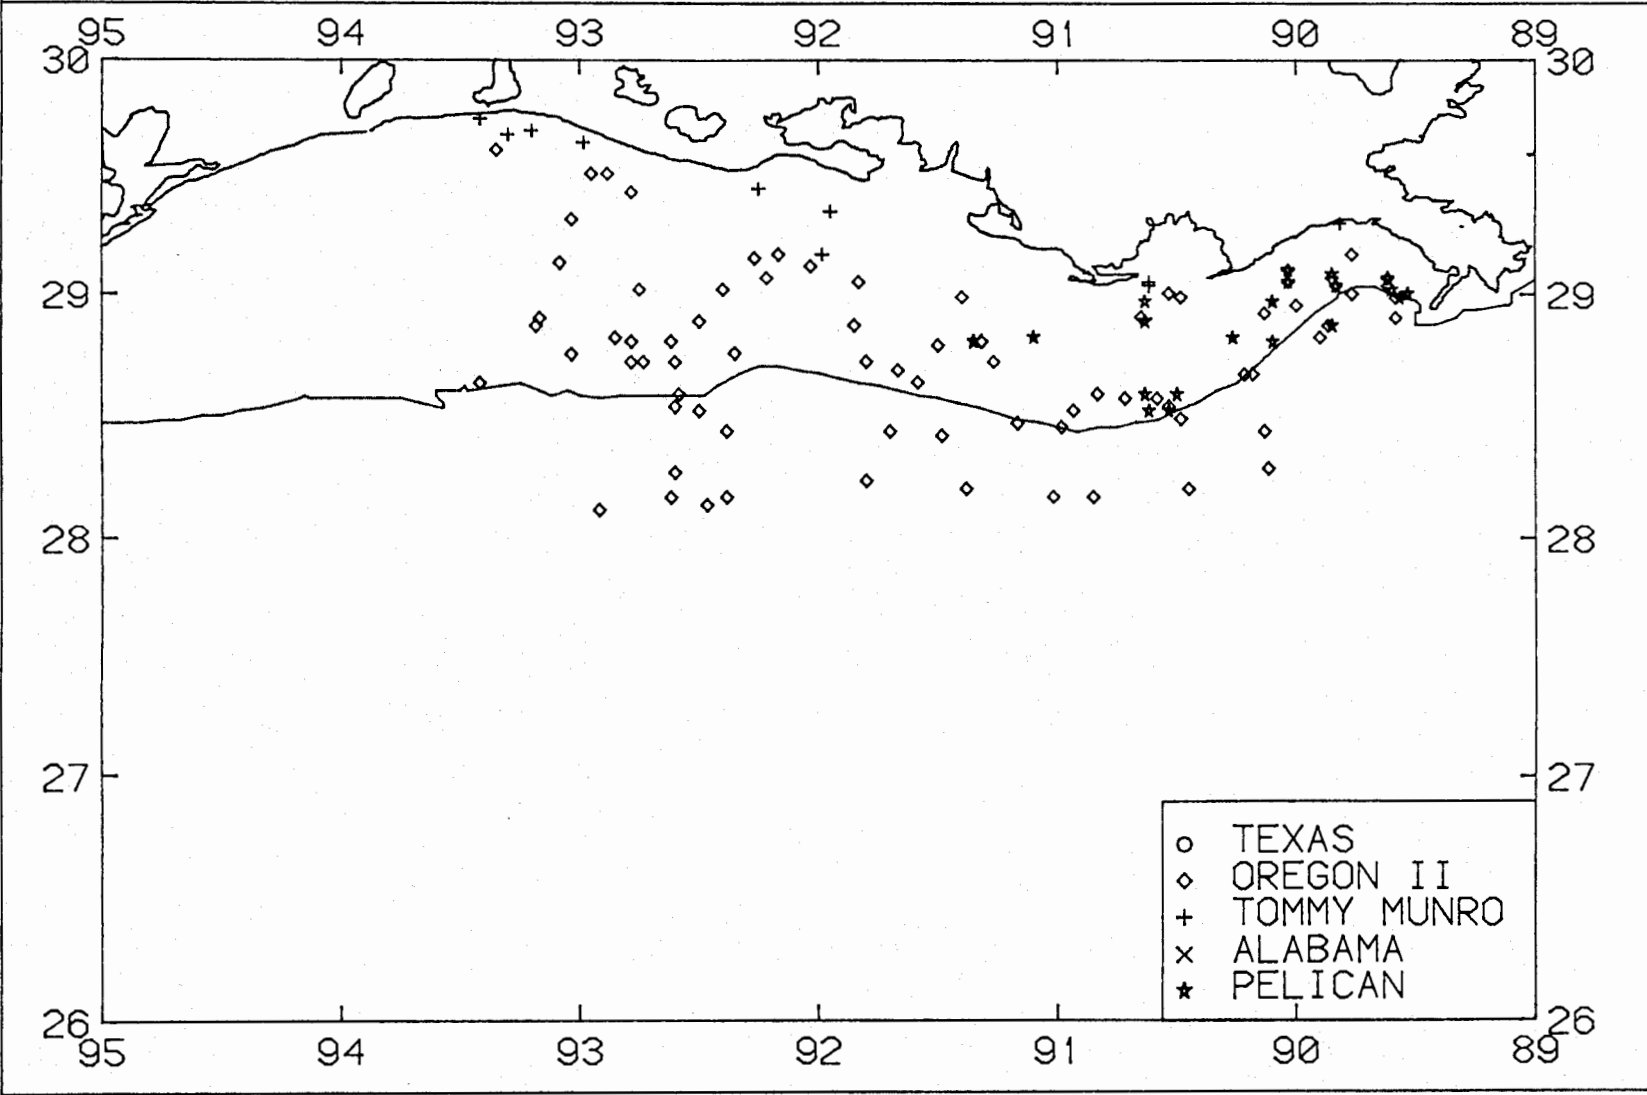 95 94 93 92 91 90 89
30 30
29 29
28 28
27 27
TEXAS
OREGON II
TOMMY MUNRO
ALABAMA
PELICAN
26 26
95 94 93 92 91 90 89